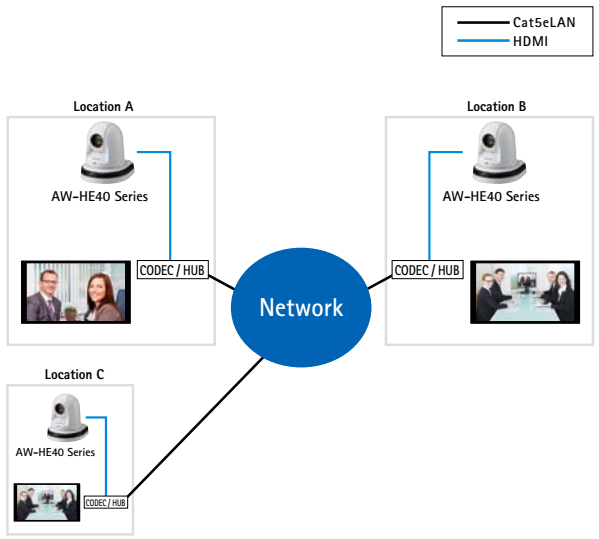 Cat5eLAN
HDMI
Location A
AW-HE40 Series
CODEC / HUB
Location B
AW-HE40 Series
CODEC / HUB
Network
Location C
AW-HE40 Series
CODEC / HUB